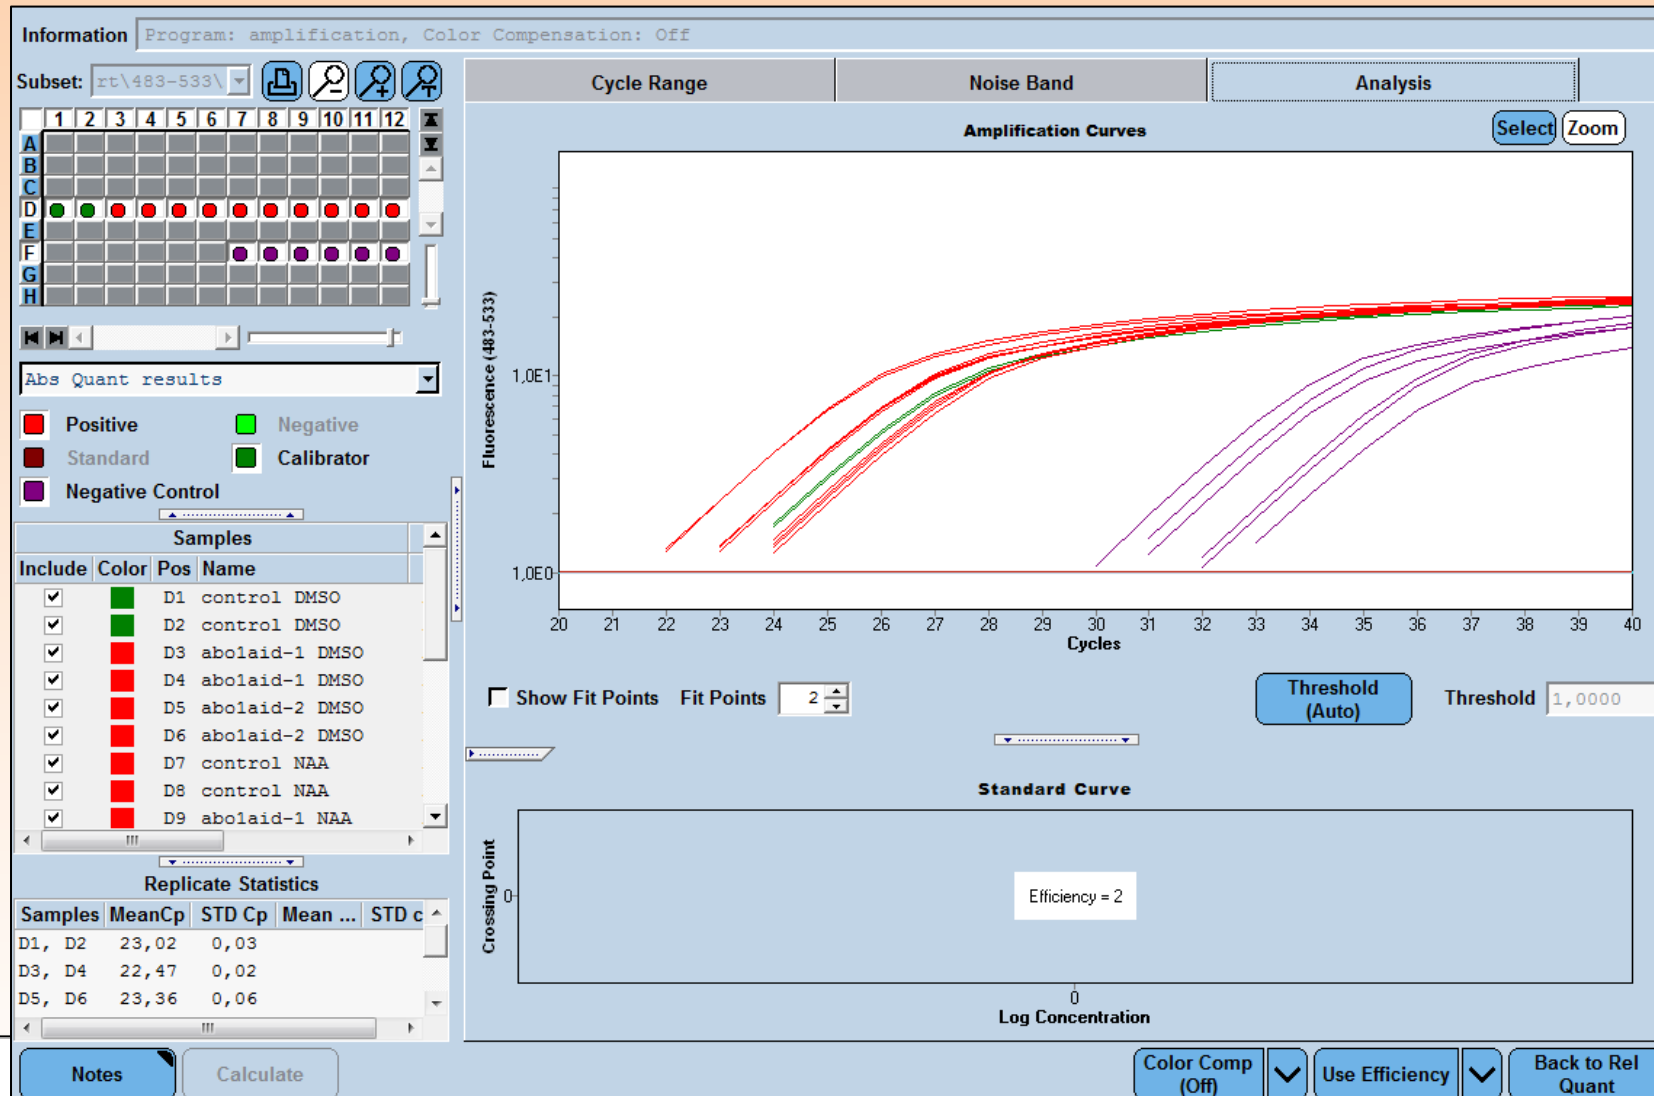 Information Program: amplification, Color Compensation: Off
Subset: rt\483-533\
Cycle Range Noise Band Analysis
1 2 3 4 5 6 7 8 9 10 11 12
A
B
C
D
E
F
G
H
Amplification Curves
Select Zoom
Abs Quant results
Positive Negative
Standard Calibrator
Negative Control
Fluorescence (483-533)
1,0E1
1,0E0
20 21 22 23 24 25 26 27 28 29 30 31 32 33 34 35 36 37 38 39 40
Cycles
Samples
Include Color Pos Name
D1 control DMSO
D2 control DMSO
D3 abo1aid-1 DMSO
D4 abo1aid-1 DMSO
D5 abo1aid-2 DMSO
D6 abo1aid-2 DMSO
D7 control NAA
D8 control NAA
D9 abo1aid-1 NAA
Show Fit Points Fit Points 2
Threshold
(Auto)
Threshold 1,0000
Standard Curve
Crossing Point
0
Efficiency = 2
0
Log Concentration
Replicate Statistics
Samples MeanCp STD Cp Mean ... STD c
D1, D2 23,02 0,03
D3, D4 22,47 0,02
D5, D6 23,36 0,06
Notes Calculate
Color Comp
(Off)
Use Efficiency
Back to Rel
Quant